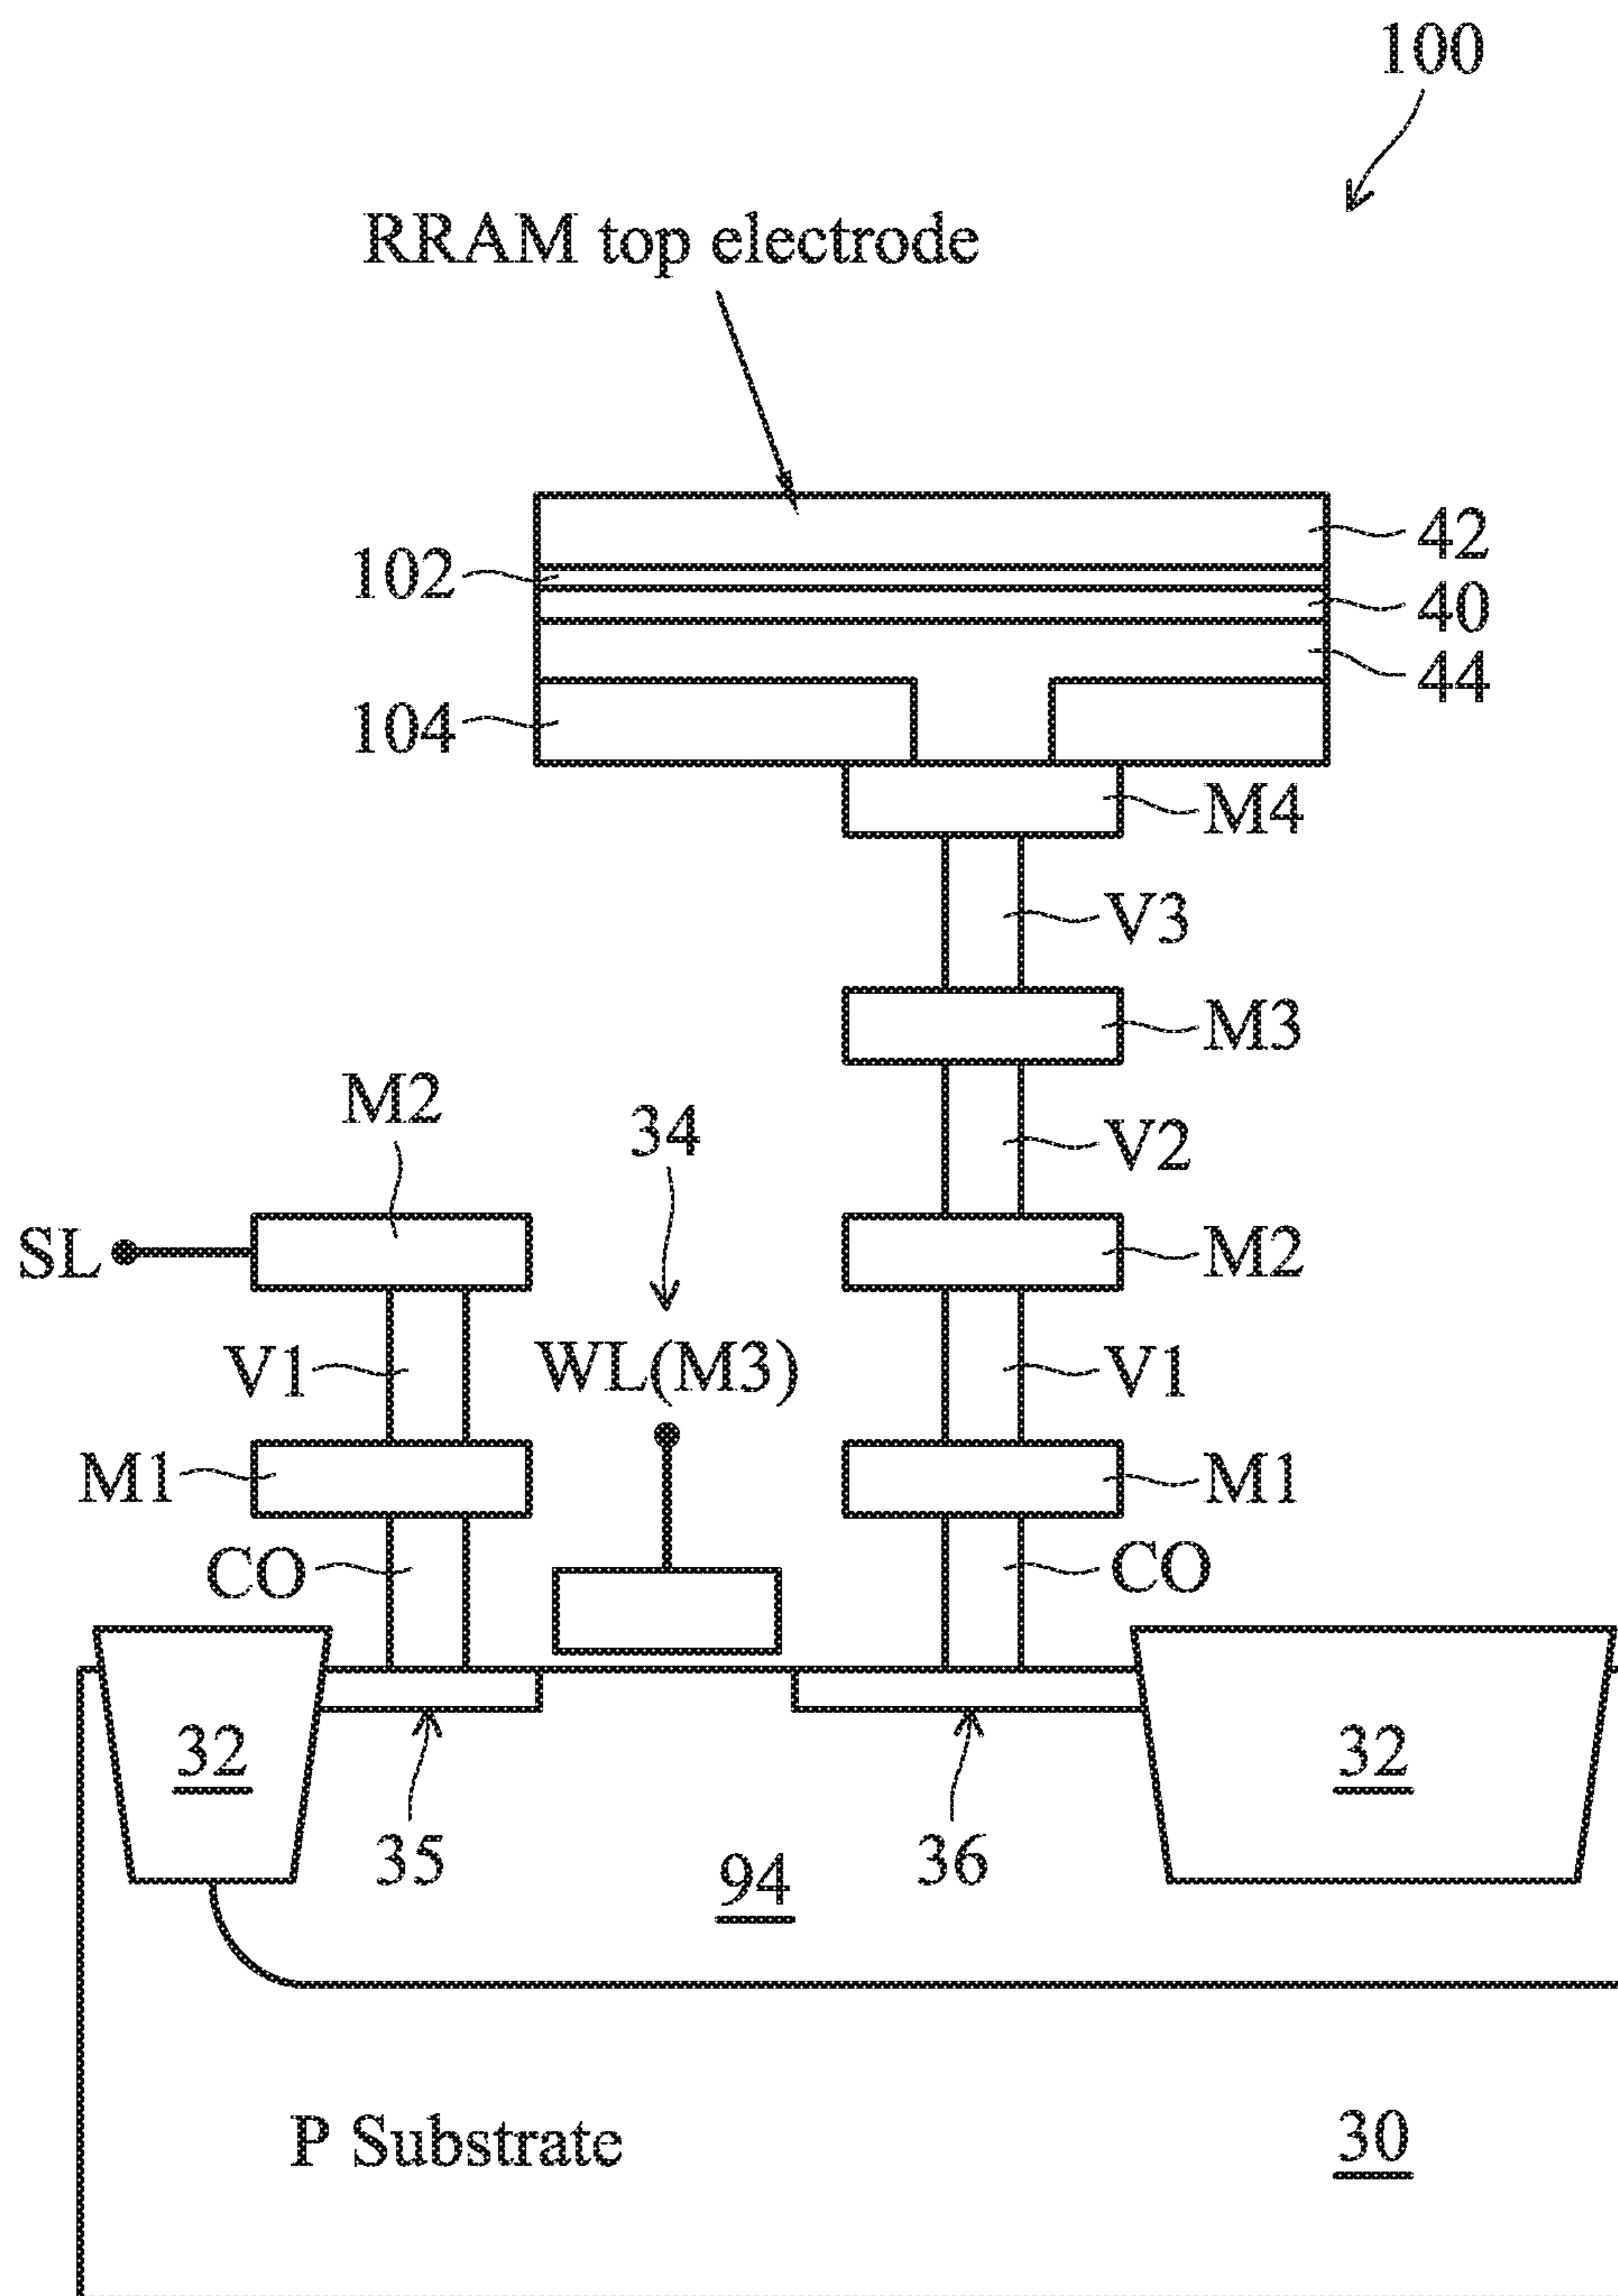 100
RRAM top electrode
42
102
40
44
104
M4
V3
M3
M2
34
V2
SL
M2
V1
WL(M3)
V1
M1
M1
CO
CO
32
32
35
36
94
P Substrate
30